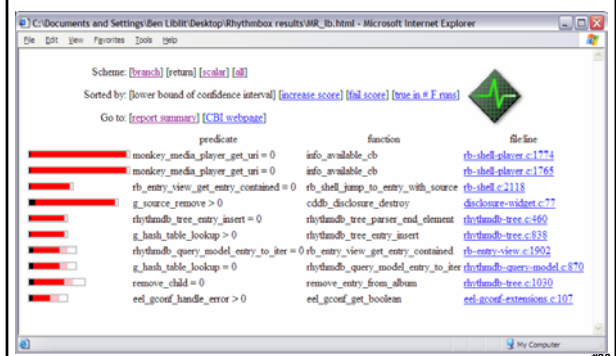 C:\Documents and Settings\Ben Liblit\Desktop\Rhythmbox results\MR_lb.html - Microsoft Internet Explorer
File Edit View Favorites Tools Help
Scheme: [branch] [return] [scalar] [all]
Sorted by: [lower bound of confidence interval] [increase score] [fail score] [true in # F runs]
Go to: [report summary] [CBI webpage]
predicate function file:line
monkey_media_player_get_uri = 0 info_available_cb rb-shell-player.c:1774
monkey_media_player_get_uri = 0 info_available_cb rb-shell-player.c:1765
rb_entry_view_get_entry_contained = 0 rb_shell_jump_to_entry_with_source rb-shell.c:2118
g_source_remove > 0 cddb_disclosure_destroy disclosure-widget.c:77
rhythmdb_tree_entry_insert = 0 rhythmdb_tree_parser_end_element rhythmdb-tree.c:460
g_hash_table_lookup > 0 rhythmdb_tree_entry_insert rhythmdb-tree.c:838
rhythmdb_query_model_entry_to_iter = 0 rb_entry_view_get_entry_contained rb-entry-view.c:1902
g_hash_table_lookup = 0 rhythmdb_query_model_entry_to_iter rhythmdb-query-model.c:870
remove_child = 0 remove_entry_from_album rhythmdb-tree.c:1030
eel_gconf_handle_error > 0 eel_gconf_get_boolean eel-gconf-extensions.c:107
My Computer